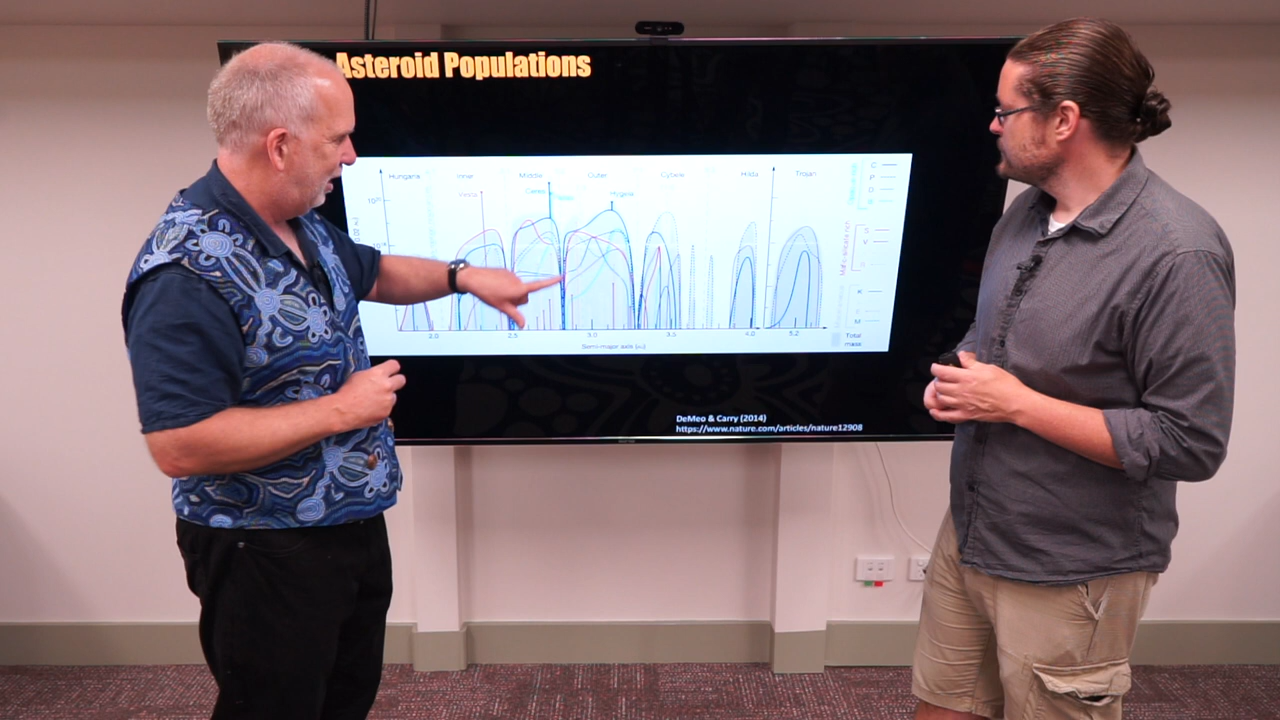 Asteroid Populations
Hungaria Inner Middle Outer Cybele Hilda Trojan
Vesta Ceres Hygiea
C
P
D
S
V
K
M
2.0 2.5 3.0 3.5 4.0 5.2
Total
mass
Semi-major axis (AU)
DeMeo & Carry (2014)
https://www.nature.com/articles/nature12908